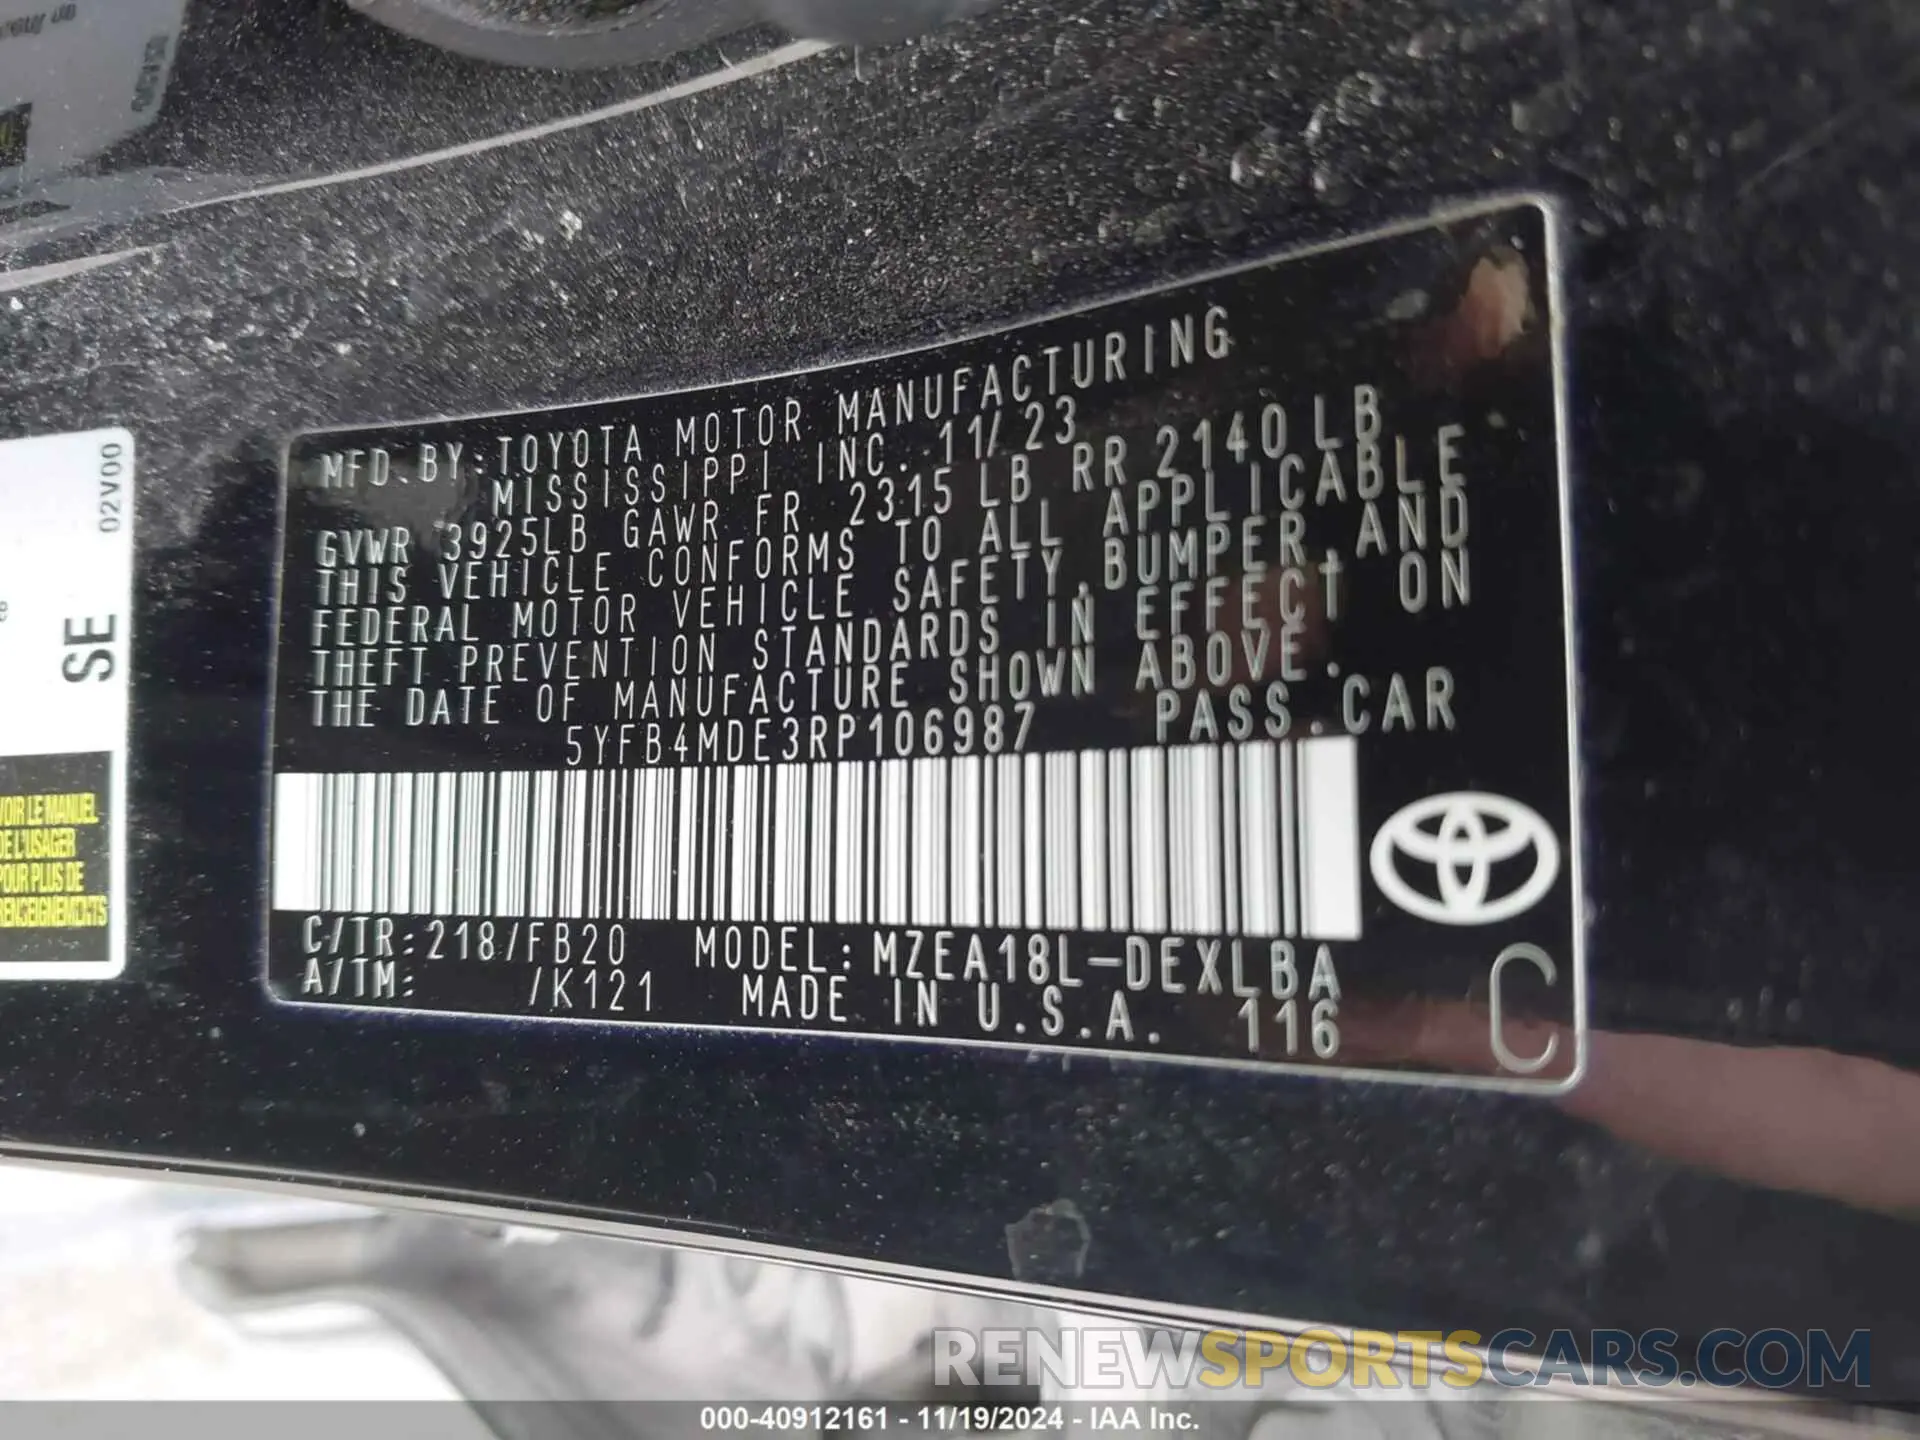 MFD. BY: TOYOTA MOTOR MANUFACTURING
MISSISSIPPI INC. 11/23
GVWR 3925LB GAWR FR 2315 LB RR 2140 LB
THIS VEHICLE CONFORMS TO ALL APPLICABLE
FEDERAL MOTOR VEHICLE SAFETY, BUMPER, AND
THEFT PREVENTION STANDARDS IN EFFECT ON
THE DATE OF MANUFACTURE SHOWN ABOVE.
5YFB4MDE3RP106987 PASS. CAR
C/TR: 218/FB20 MODEL: MZEA18L-DEXLBA
A/TM: /K121 MADE IN U.S.A. 116
C
02V00
SE
VOIR LE MANUEL
DE L'USAGER
POUR PLUS DE
RENSEIGNEMENTS
RENEWSPORTSCARS.COM
000-40912161 - 11/19/2024 - IAA Inc.